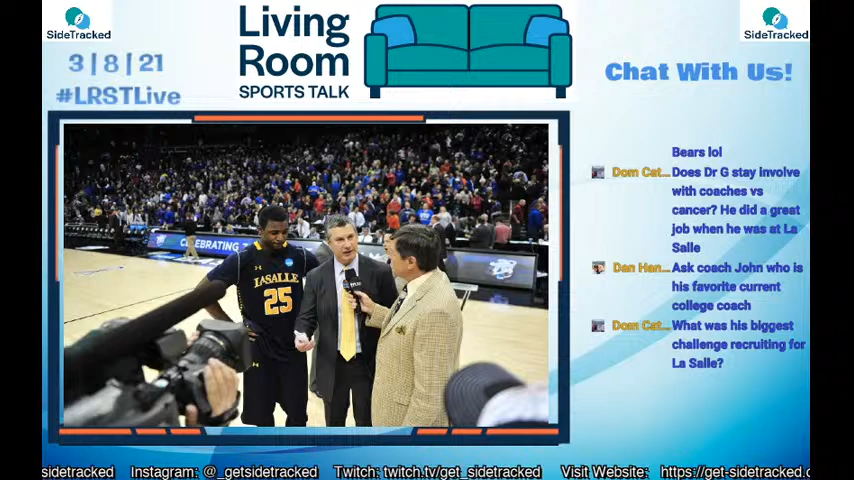 SideTracked
3 | 8 | 21
#LRSTLive
Living
Room
SPORTS TALK
SideTracked
Chat With Us!
Bears lol
Dom Cat... Does Dr G stay involve
with coaches vs
cancer? He did a great
job when he was at La
Salle
Dan Han... Ask coach John who is
his favorite current
college coach
Dom Cat... What was his biggest
challenge recruiting for
La Salle?
CELEBRATING 7
LASALLE
25
sidetracked Instagram: @_getsidetracked Twitch: twitch.tv/get_sidetracked Visit Website: https://get-sidetracked.c